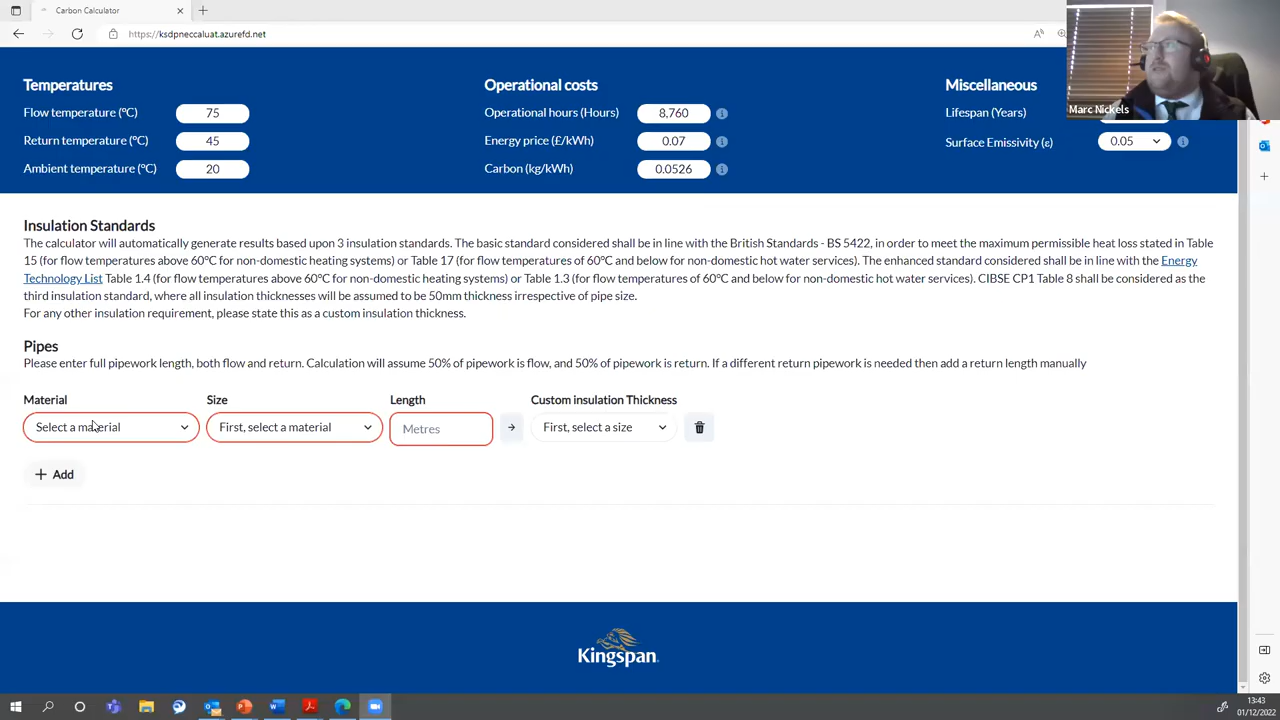 Carbon Calculator
https://ksdpneccaluat.azurefd.net
Temperatures
Flow temperature (°C)
75
Return temperature (°C)
45
Ambient temperature (°C)
20
Operational costs
Operational hours (Hours)
8,760
Energy price (£/kWh)
0.07
Carbon (kg/kWh)
0.0526
Miscellaneous
Lifespan (Years)
Surface Emissivity (ε)
0.05
Marc Nickels
Insulation Standards
The calculator will automatically generate results based upon 3 insulation standards. The basic standard considered shall be in line with the British Standards - BS 5422, in order to meet the maximum permissible heat loss stated in Table
15 (for flow temperatures above 60°C for non-domestic heating systems) or Table 17 (for flow temperatures of 60°C and below for non-domestic hot water services). The enhanced standard considered shall be in line with the Energy
Technology List Table 1.4 (for flow temperatures above 60°C for non-domestic heating systems) or Table 1.3 (for flow temperatures of 60°C and below for non-domestic hot water services). CIBSE CP1 Table 8 shall be considered as the
third insulation standard, where all insulation thicknesses will be assumed to be 50mm thickness irrespective of pipe size.
For any other insulation requirement, please state this as a custom insulation thickness.
Pipes
Please enter full pipework length, both flow and return. Calculation will assume 50% of pipework is flow, and 50% of pipework is return. If a different return pipework is needed then add a return length manually
Material
Size
Length
Custom insulation Thickness
Select a material
First, select a material
Metres
First, select a size
Add
Kingspan
13:43
01/12/2022